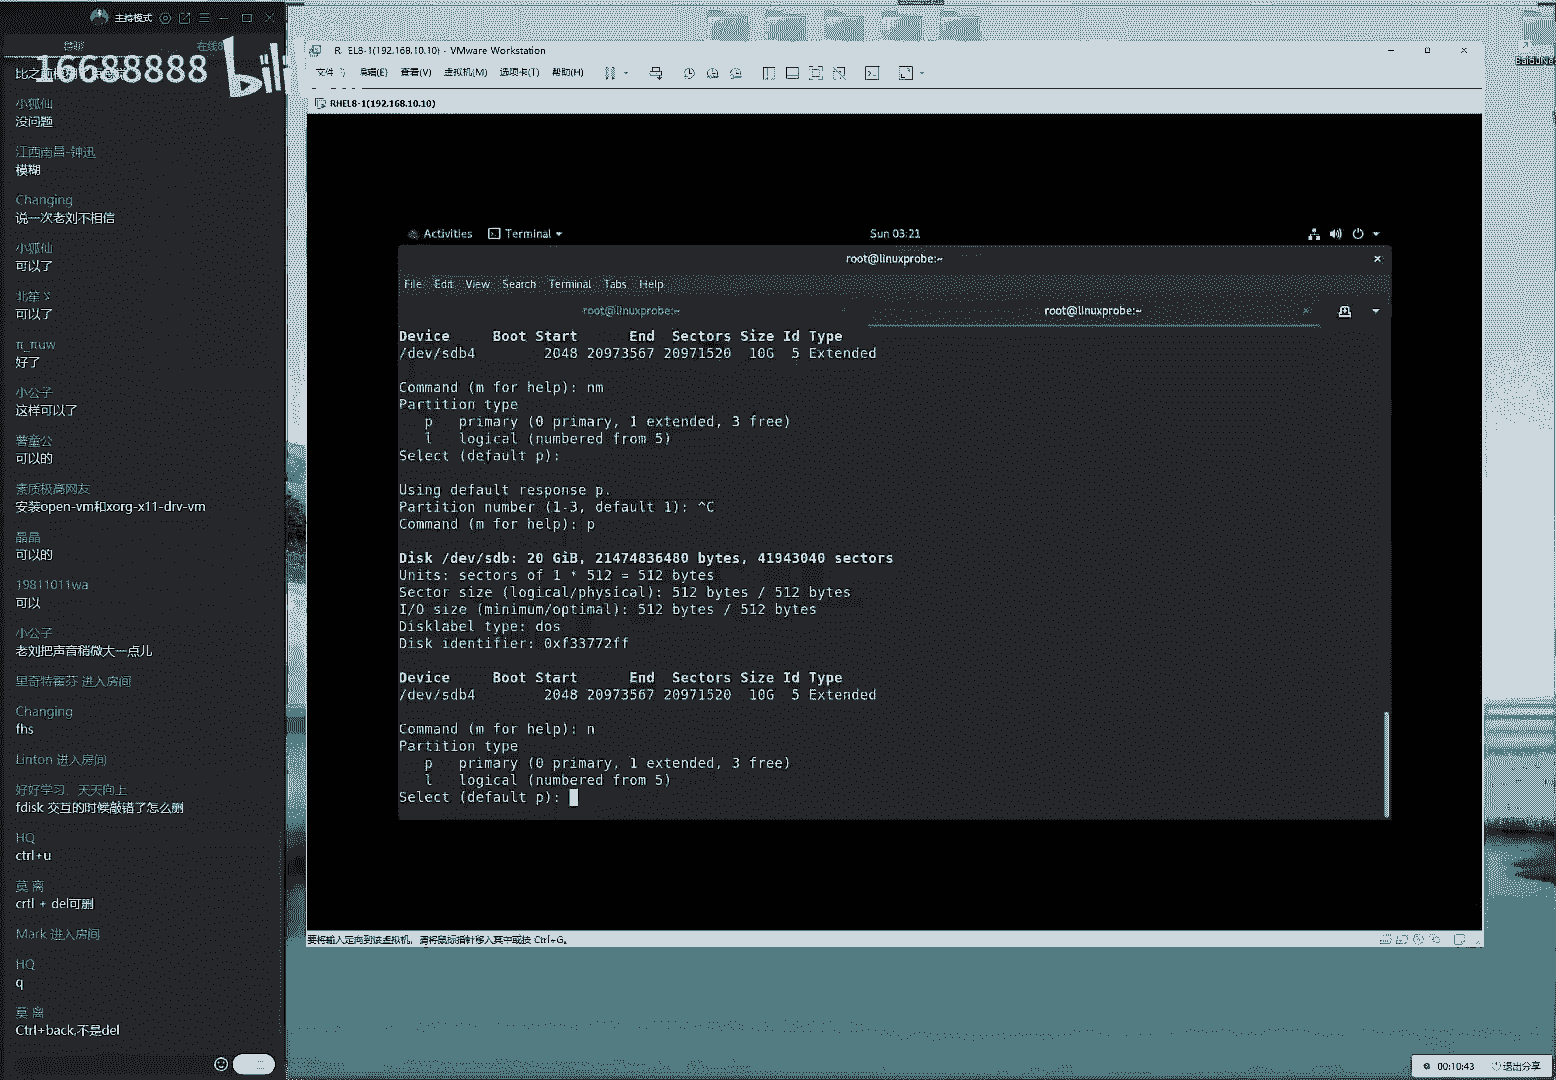 主持模式
16688888
小狐仙
没问题
江西南昌-钟迅
模糊
Changing
说一次老刘不相信
小狐仙
可以了
可以了
好了
小公子
这样可以了
薯童公
可以的
素质极高网友
安装open-vm和xorg-x11-drv-vm
晶晶
可以的
19811011wa
可以
小公子
老刘把声音稍微大一点儿
里奇特霍芬 进入房间
Changing
fhs
Linton 进入房间
好好学习，天天向上
fdisk 交互的时候敲错了怎么删
HQ
ctrl+u
莫 离
crtl + del可删
Mark 进入房间
HQ
q
莫 离
Ctrl+back,不是del
EL8-1(192.168.10.10) - VMware Workstation
编辑(E) 查看(V) 虚拟机(M) 选项卡(T) 帮助(H)
RHEL8-1(192.168.10.10)
Activities Terminal Sun 03:21
root@linuxprobe:~
File Edit View Search Terminal Tabs Help
root@linuxprobe:~ root@linuxprobe:~
Device Boot Start End Sectors Size Id Type
/dev/sdb4 2048 20973567 20971520 10G 5 Extended
Command (m for help): nm
Partition type
p primary (0 primary, 1 extended, 3 free)
l logical (numbered from 5)
Select (default p):
Using default response p.
Partition number (1-3, default 1): ^C
Command (m for help): p
Disk /dev/sdb: 20 GiB, 21474836480 bytes, 41943040 sectors
Units: sectors of 1 * 512 = 512 bytes
Sector size (logical/physical): 512 bytes / 512 bytes
I/O size (minimum/optimal): 512 bytes / 512 bytes
Disklabel type: dos
Disk identifier: 0xf33772ff
Device Boot Start End Sectors Size Id Type
/dev/sdb4 2048 20973567 20971520 10G 5 Extended
Command (m for help): n
Partition type
p primary (0 primary, 1 extended, 3 free)
l logical (numbered from 5)
Select (default p):
要将输入定向到该虚拟机，请将鼠标指针移入其中或按 Ctrl+G。
00:10:43 退出分享